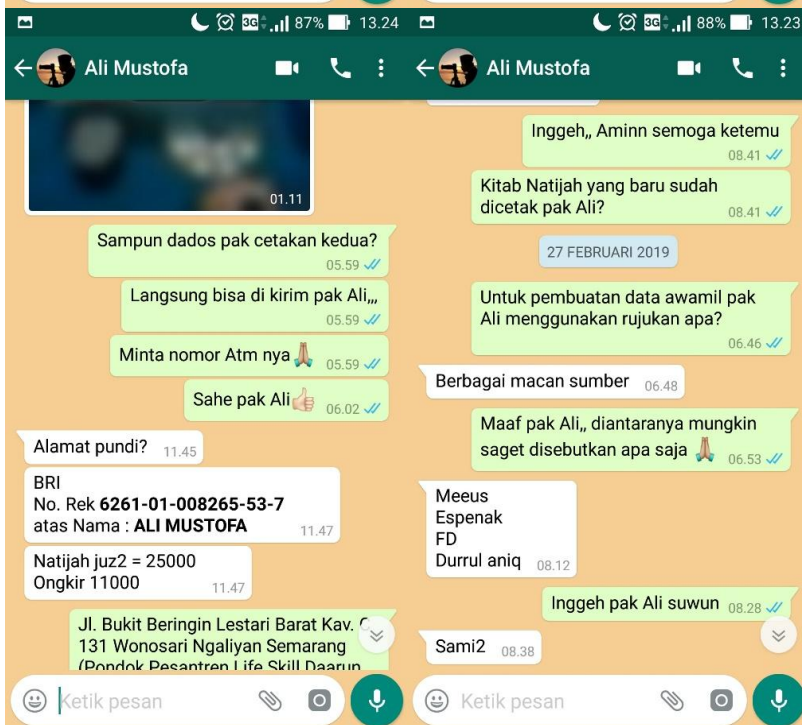 3G 87% 13.24
Ali Mustofa
01.11
Sampun dados pak cetakan kedua?
05.59
Langsung bisa di kirim pak Ali,,,
05.59
Minta nomor Atm nya
05.59
Sahe pak Ali
06.02
Alamat pundi?
11.45
BRI
No. Rek 6261-01-008265-53-7
atas Nama : ALI MUSTOFA
11.47
Natijah juz2 = 25000
Ongkir 11000
11.47
Jl. Bukit Beringin Lestari Barat Kav.
131 Wonosari Ngaliyan Semarang
(Pondok Pesantren Life Skill Daarun
Ketik pesan
3G 88% 13.23
Ali Mustofa
Inggeh,, Aminn semoga ketemu
08.41
Kitab Natijah yang baru sudah
dicetak pak Ali?
08.41
27 FEBRUARI 2019
Untuk pembuatan data awamil pak
Ali menggunakan rujukan apa?
06.46
Berbagai macan sumber
06.48
Maaf pak Ali,, diantaranya mungkin
saget disebutkan apa saja
06.53
Meeus
Espenak
FD
Durrul aniq
08.12
Inggeh pak Ali suwun
08.28
Sami2
08.38
Ketik pesan